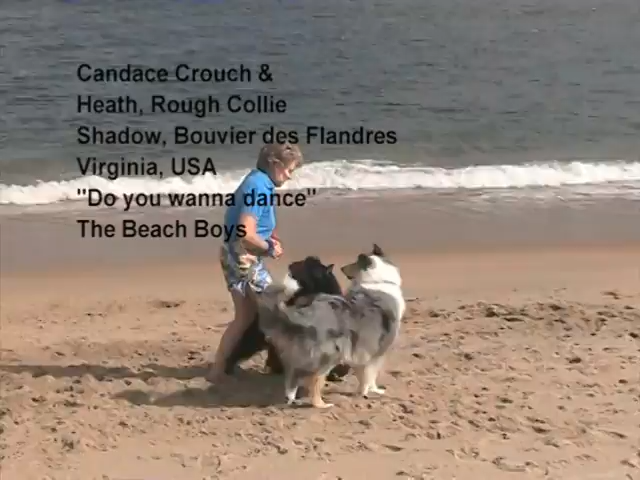 Candace Crouch &
Heath, Rough Collie
Shadow, Bouvier des Flandres
Virginia, USA
"Do you wanna dance"
The Beach Boys